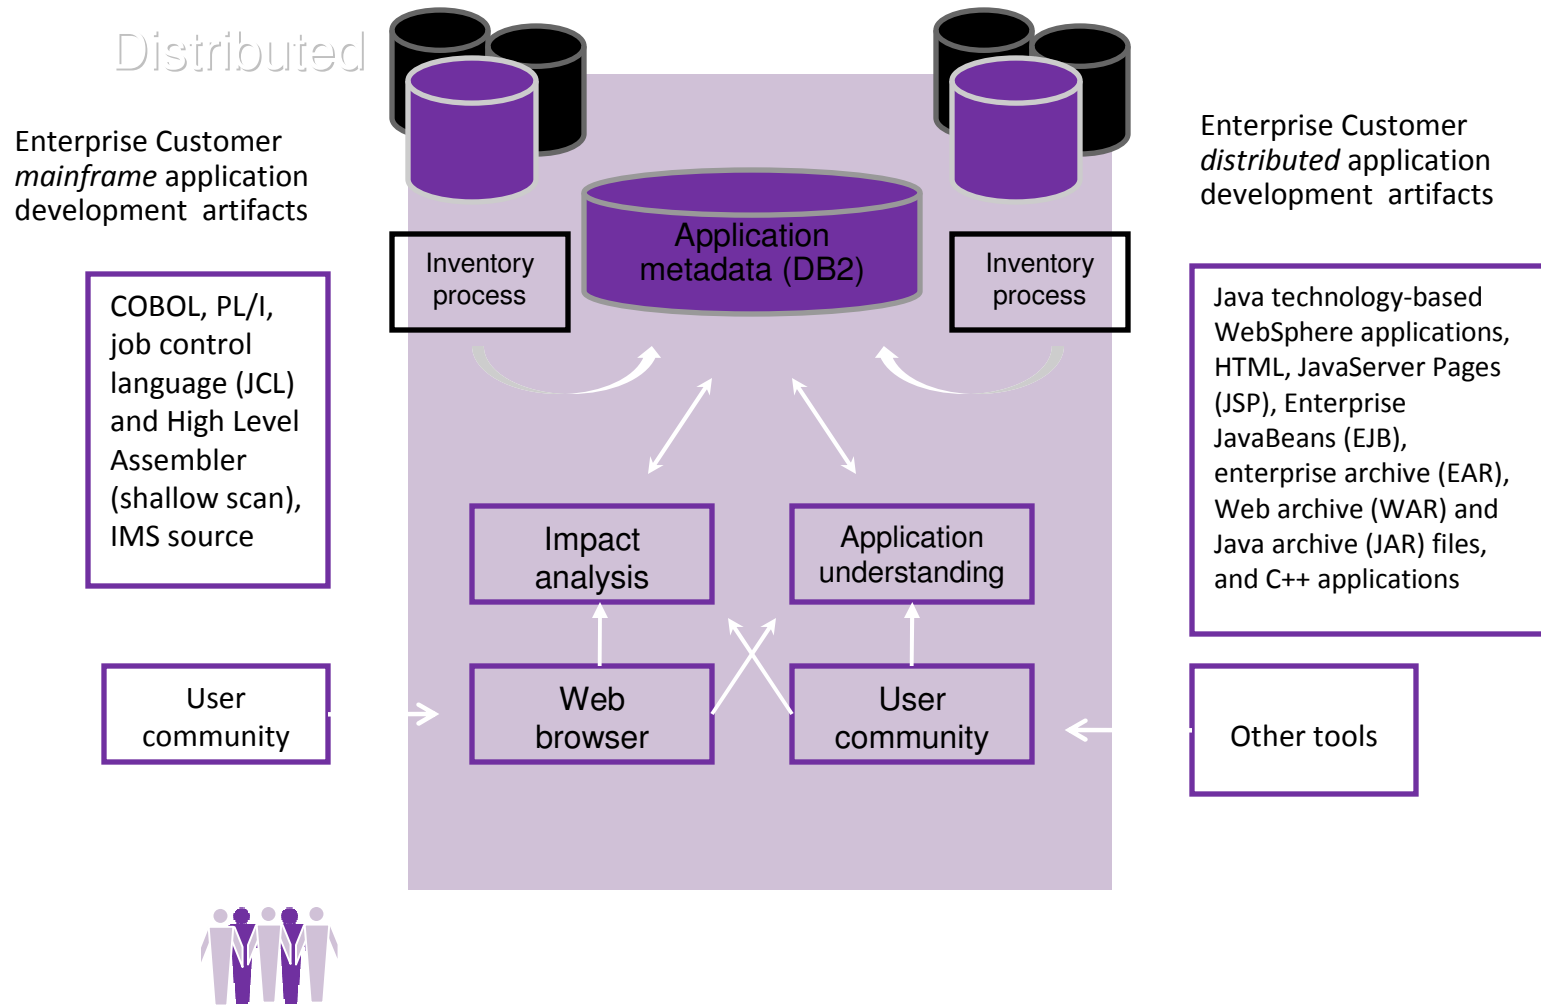 Distributed
Enterprise Customer
mainframe application
development artifacts
Enterprise Customer
distributed application
development artifacts
Application
metadata (DB2)
Inventory
process
Inventory
process
COBOL, PL/I,
job control
language (JCL)
and High Level
Assembler
(shallow scan),
IMS source
Java technology-based
WebSphere applications,
HTML, JavaServer Pages
(JSP), Enterprise
JavaBeans (EJB),
enterprise archive (EAR),
Web archive (WAR) and
Java archive (JAR) files,
and C++ applications
Impact
analysis
Application
understanding
User
community
Web
browser
User
community
Other tools